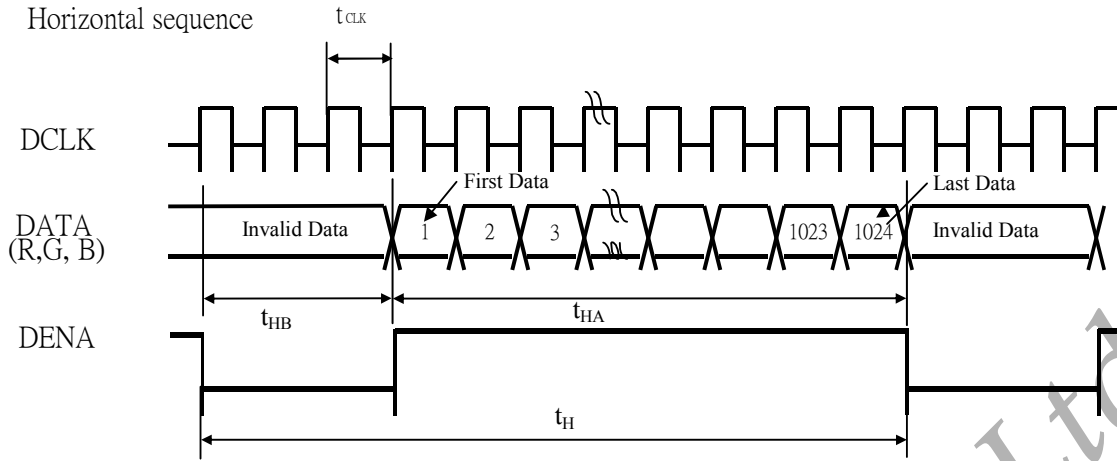 Horizontal sequence
tCLK
DCLK
First Data
Last Data
DATA
(R,G, B)
Invalid Data
1
2
3
1023
1024
Invalid Data
tHB
tHA
DENA
tH
Ltd